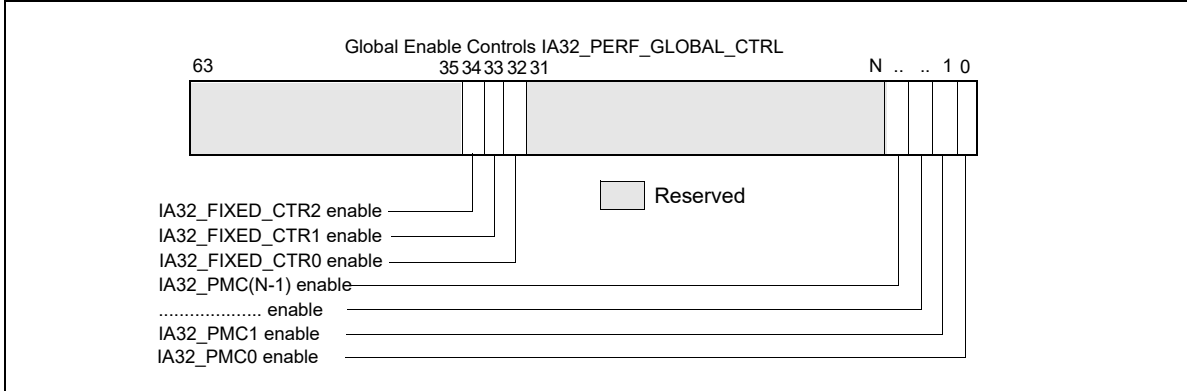 Global Enable Controls IA32_PERF_GLOBAL_CTRL
63 35 34 33 32 31 N .. .. 1 0
Reserved
IA32_FIXED_CTR2 enable
IA32_FIXED_CTR1 enable
IA32_FIXED_CTR0 enable
IA32_PMC(N-1) enable
.................... enable
IA32_PMC1 enable
IA32_PMC0 enable